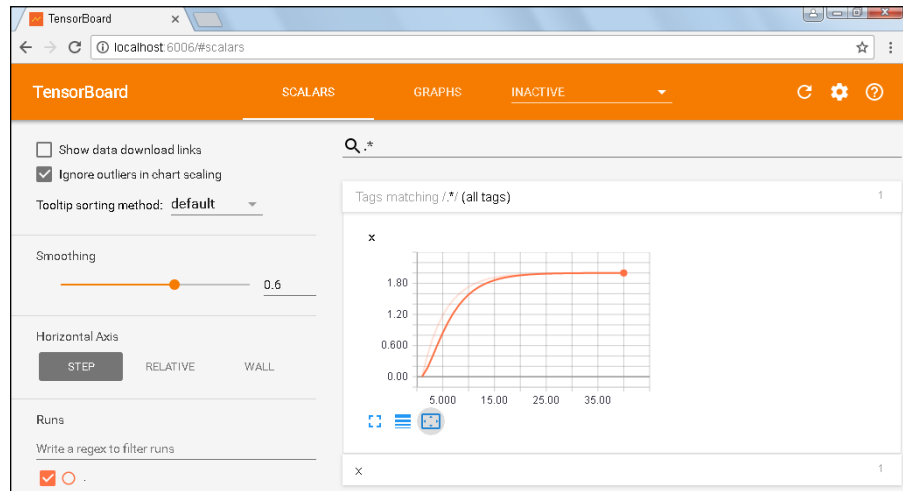 TensorBoard
localhost:6006/#scalars
TensorBoard SCALARS GRAPHS INACTIVE
Show data download links
Ignore outliers in chart scaling
Tooltip sorting method: default
Smoothing
0.6
Horizontal Axis
STEP RELATIVE WALL
Runs
Write a regex to filter runs
.
.*
Tags matching /.*/ (all tags) 1
x
1.80
1.20
0.600
0.00
5.000 15.00 25.00 35.00
x 1